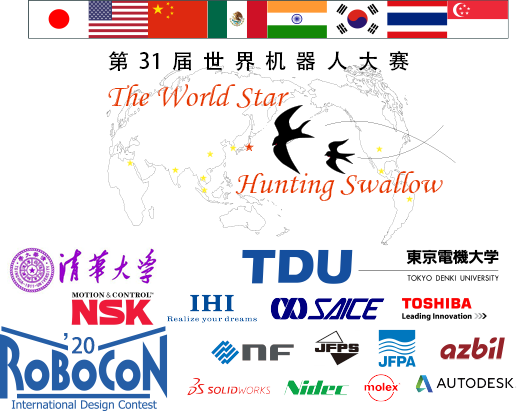 第31届世界机器人大赛
The World Star
Hunting Swallow
清華大学
TDU
東京電機大学
TOKYO DENKI UNIVERSITY
MOTION & CONTROL
NSK
IHI
Realize your dreams
SAICE
TOSHIBA
Leading Innovation >>>
'20
ROBOCON
International Design Contest
NF
JFPS
JFPA
azbil
SOLIDWORKS
Nidec
molex
AUTODESK